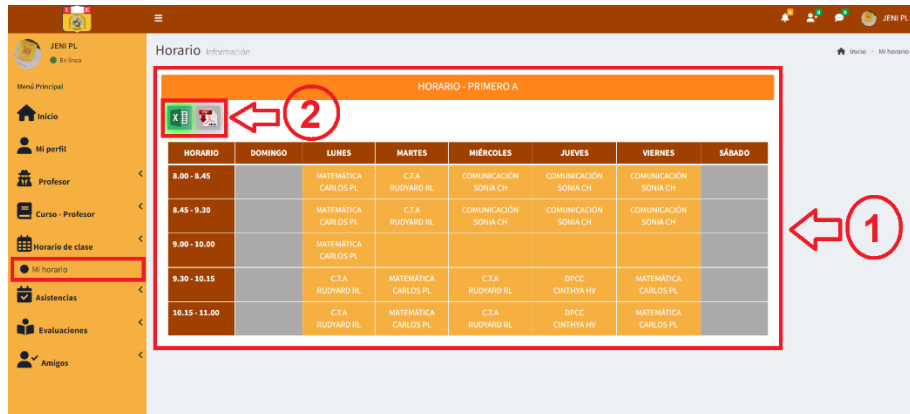 I E
0 0 0 JENI PL
JENI PL
En línea
Menú Principal
Inicio
Mi perfil
Profesor
Curso - Profesor
Horario de clase
Mi horario
Asistencias
Evaluaciones
Amigos
Horario Información
Inicio > Mi horario
HORARIO - PRIMERO A
2
HORARIO DOMINGO LUNES MARTES MIÉRCOLES JUEVES VIERNES SÁBADO
8.00 - 8.45 MATEMÁTICA C.T.A COMUNICACIÓN COMUNICACIÓN COMUNICACIÓN
CARLOS PL RUDYARD RL SONIA CH SONIA CH SONIA CH
8.45 - 9.30 MATEMÁTICA C.T.A COMUNICACIÓN COMUNICACIÓN COMUNICACIÓN
CARLOS PL RUDYARD RL SONIA CH SONIA CH SONIA CH
9.00 - 10.00 MATEMÁTICA
CARLOS PL
9.30 - 10.15 C.T.A MATEMÁTICA C.T.A DPCC MATEMÁTICA
RUDYARD RL CARLOS PL RUDYARD RL CINTHYA HV CARLOS PL
10.15 - 11.00 C.T.A MATEMÁTICA C.T.A DPCC MATEMÁTICA
RUDYARD RL CARLOS PL RUDYARD RL CINTHYA HV CARLOS PL
1